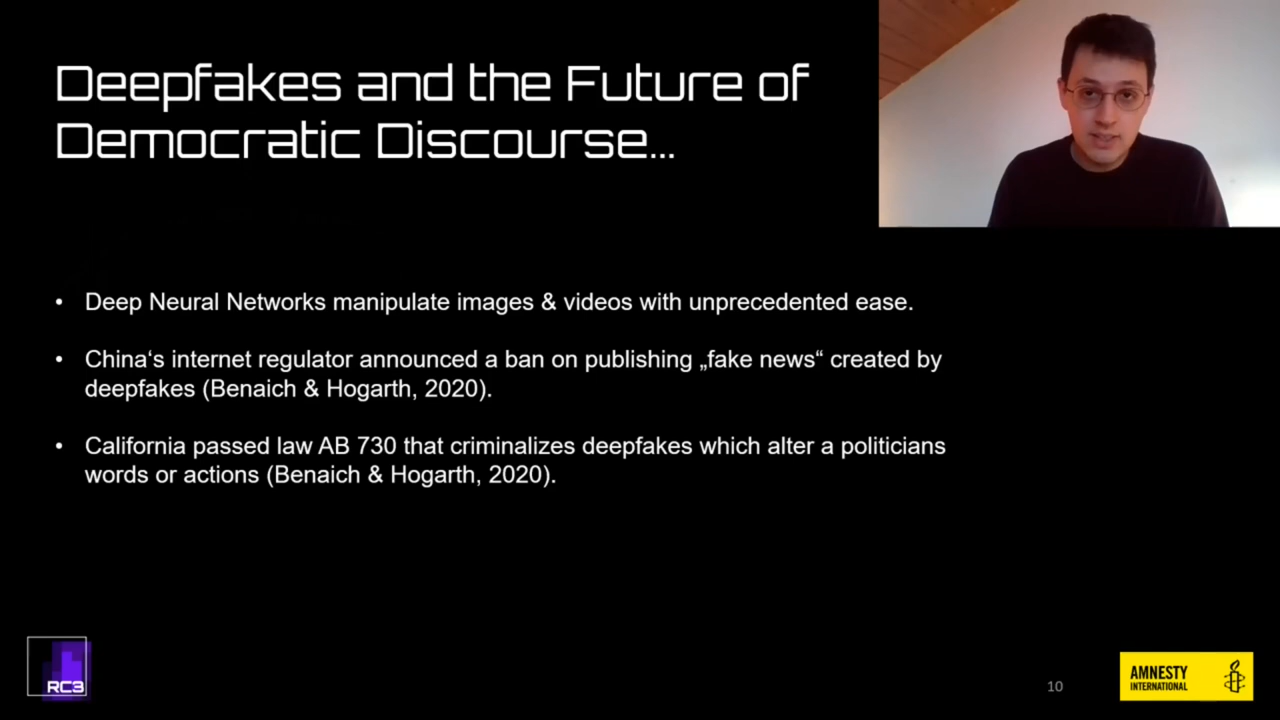 Deepfakes and the Future of
Democratic Discourse...
• Deep Neural Networks manipulate images & videos with unprecedented ease.
• China‘s internet regulator announced a ban on publishing „fake news“ created by
deepfakes (Benaich & Hogarth, 2020).
• California passed law AB 730 that criminalizes deepfakes which alter a politicians
words or actions (Benaich & Hogarth, 2020).
RC3
10
AMNESTY
INTERNATIONAL